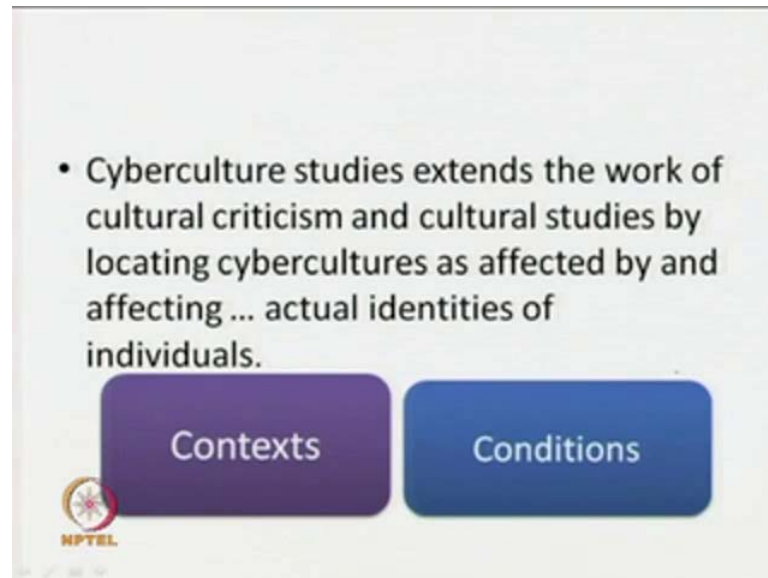 • Cyberculture studies extends the work of
cultural criticism and cultural studies by
locating cybercultures as affected by and
affecting ... actual identities of
individuals.
Contexts
Conditions
NPTEL